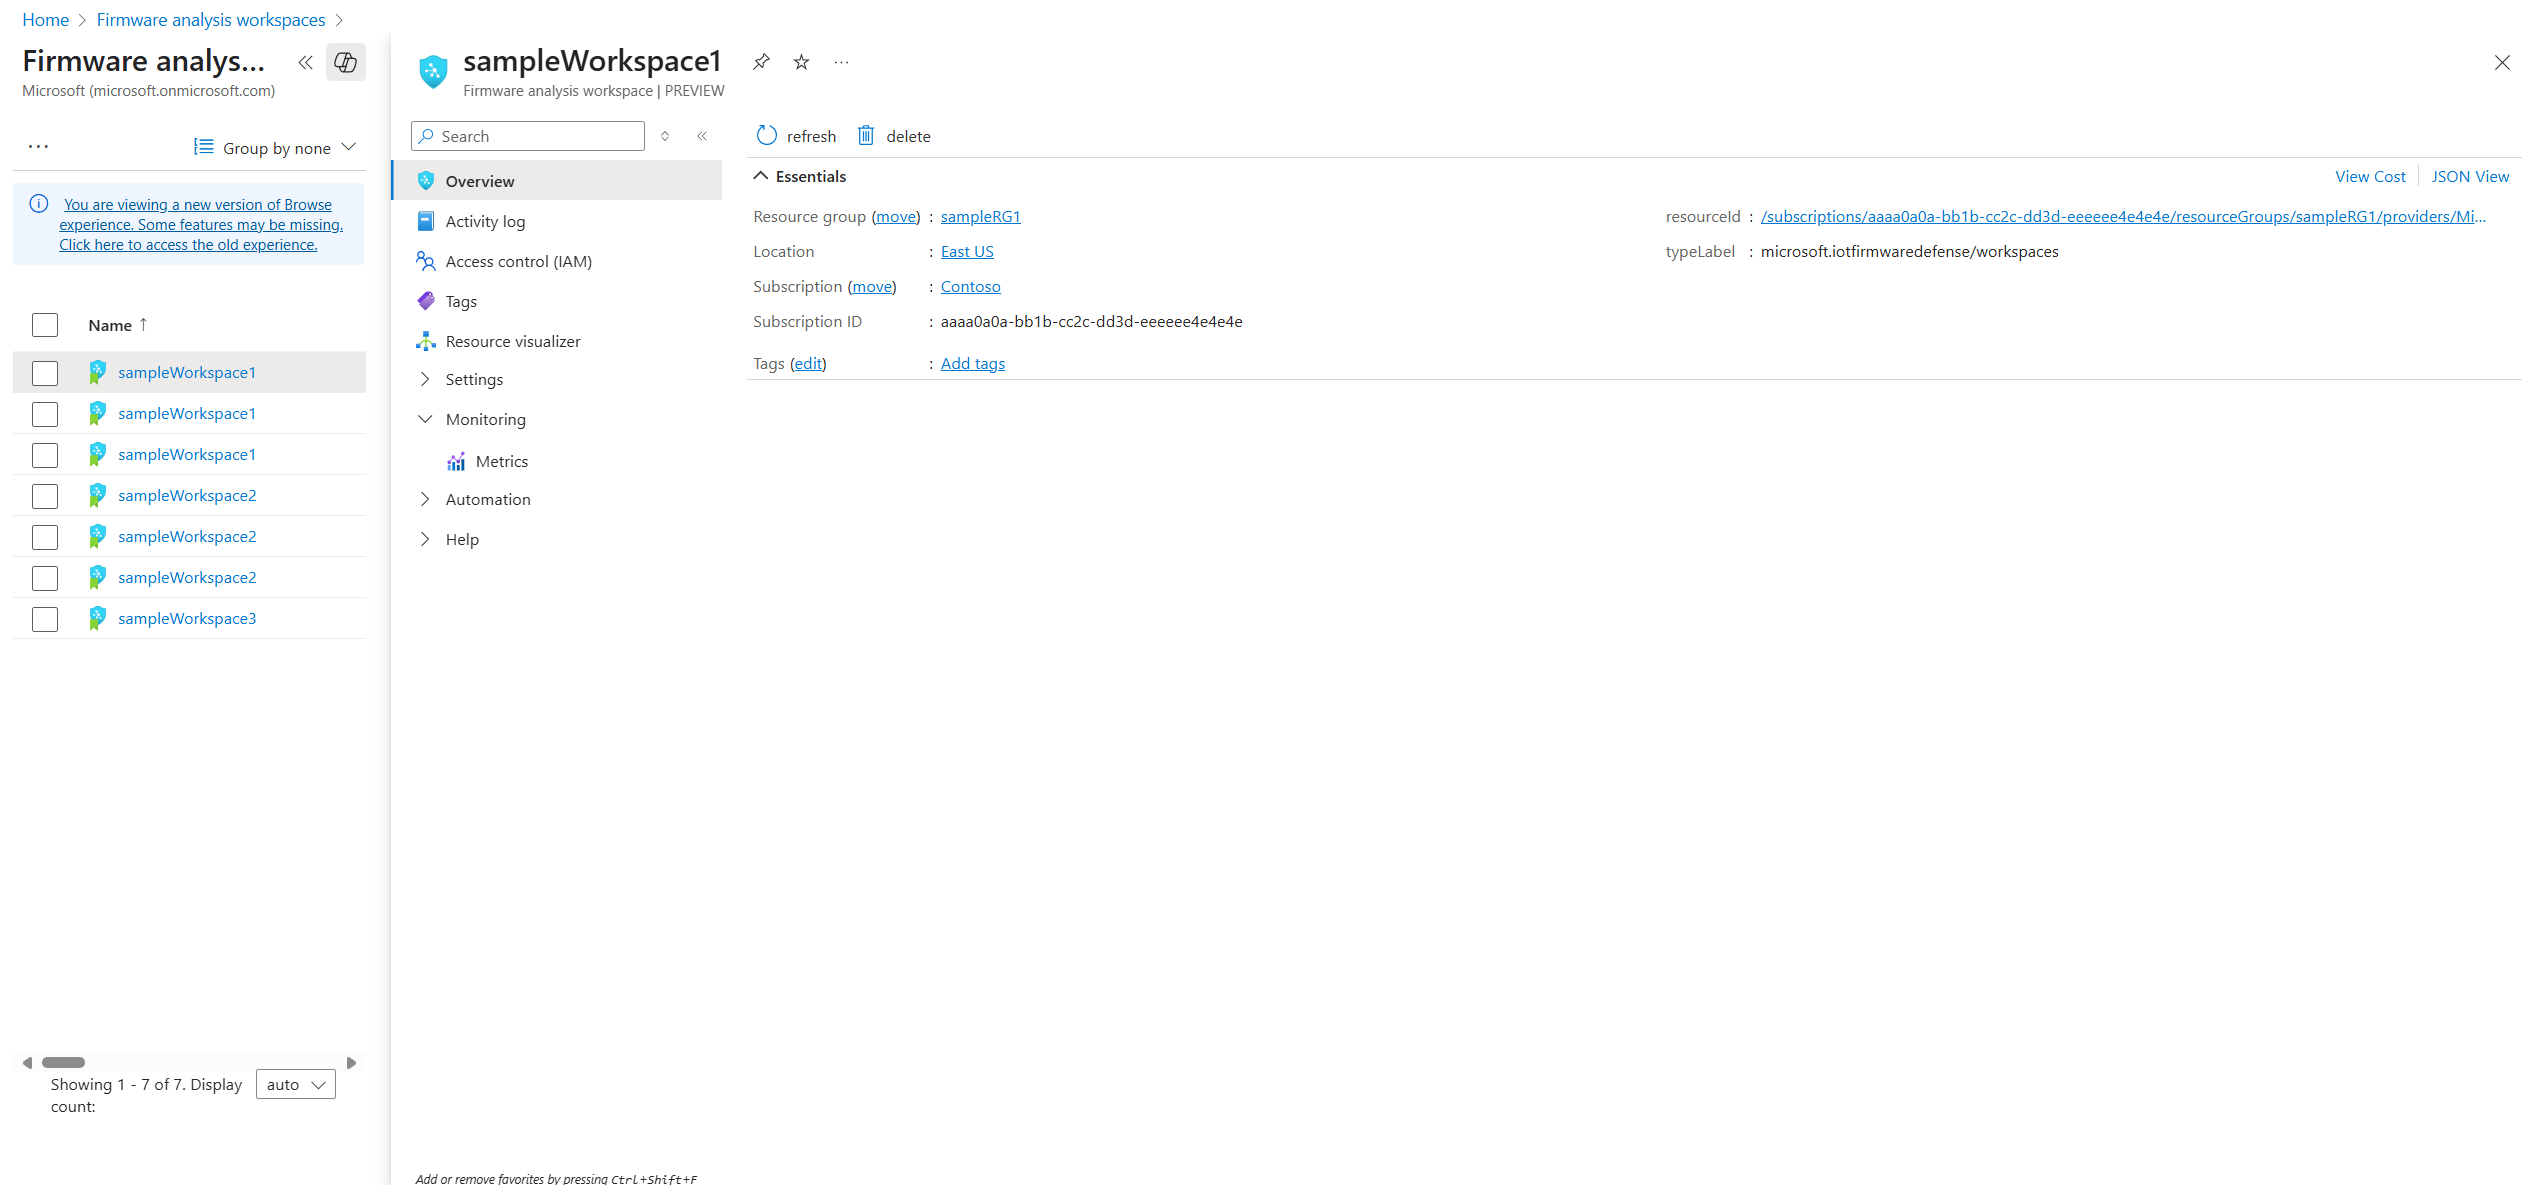 Home > Firmware analysis workspaces >
Firmware analys...
Microsoft (microsoft.onmicrosoft.com)
... Group by none
You are viewing a new version of Browse
experience. Some features may be missing.
Click here to access the old experience.
Name ↑
sampleWorkspace1
sampleWorkspace1
sampleWorkspace1
sampleWorkspace2
sampleWorkspace2
sampleWorkspace2
sampleWorkspace3
Showing 1 - 7 of 7. Display
count:
auto
sampleWorkspace1
Firmware analysis workspace | PREVIEW
Search
Overview
Activity log
Access control (IAM)
Tags
Resource visualizer
Settings
Monitoring
Metrics
Automation
Help
Add or remove favorites by pressing Ctrl+Shift+F
refresh delete
Essentials
View Cost | JSON View
Resource group (move) : sampleRG1
Location : East US
Subscription (move) : Contoso
Subscription ID : aaaa0a0a-bb1b-cc2c-dd3d-eeeeee4e4e4e
Tags (edit) : Add tags
resourceId : /subscriptions/aaaa0a0a-bb1b-cc2c-dd3d-eeeeee4e4e4e/resourceGroups/sampleRG1/providers/Mi...
typeLabel : microsoft.iotfirmwaredefense/workspaces